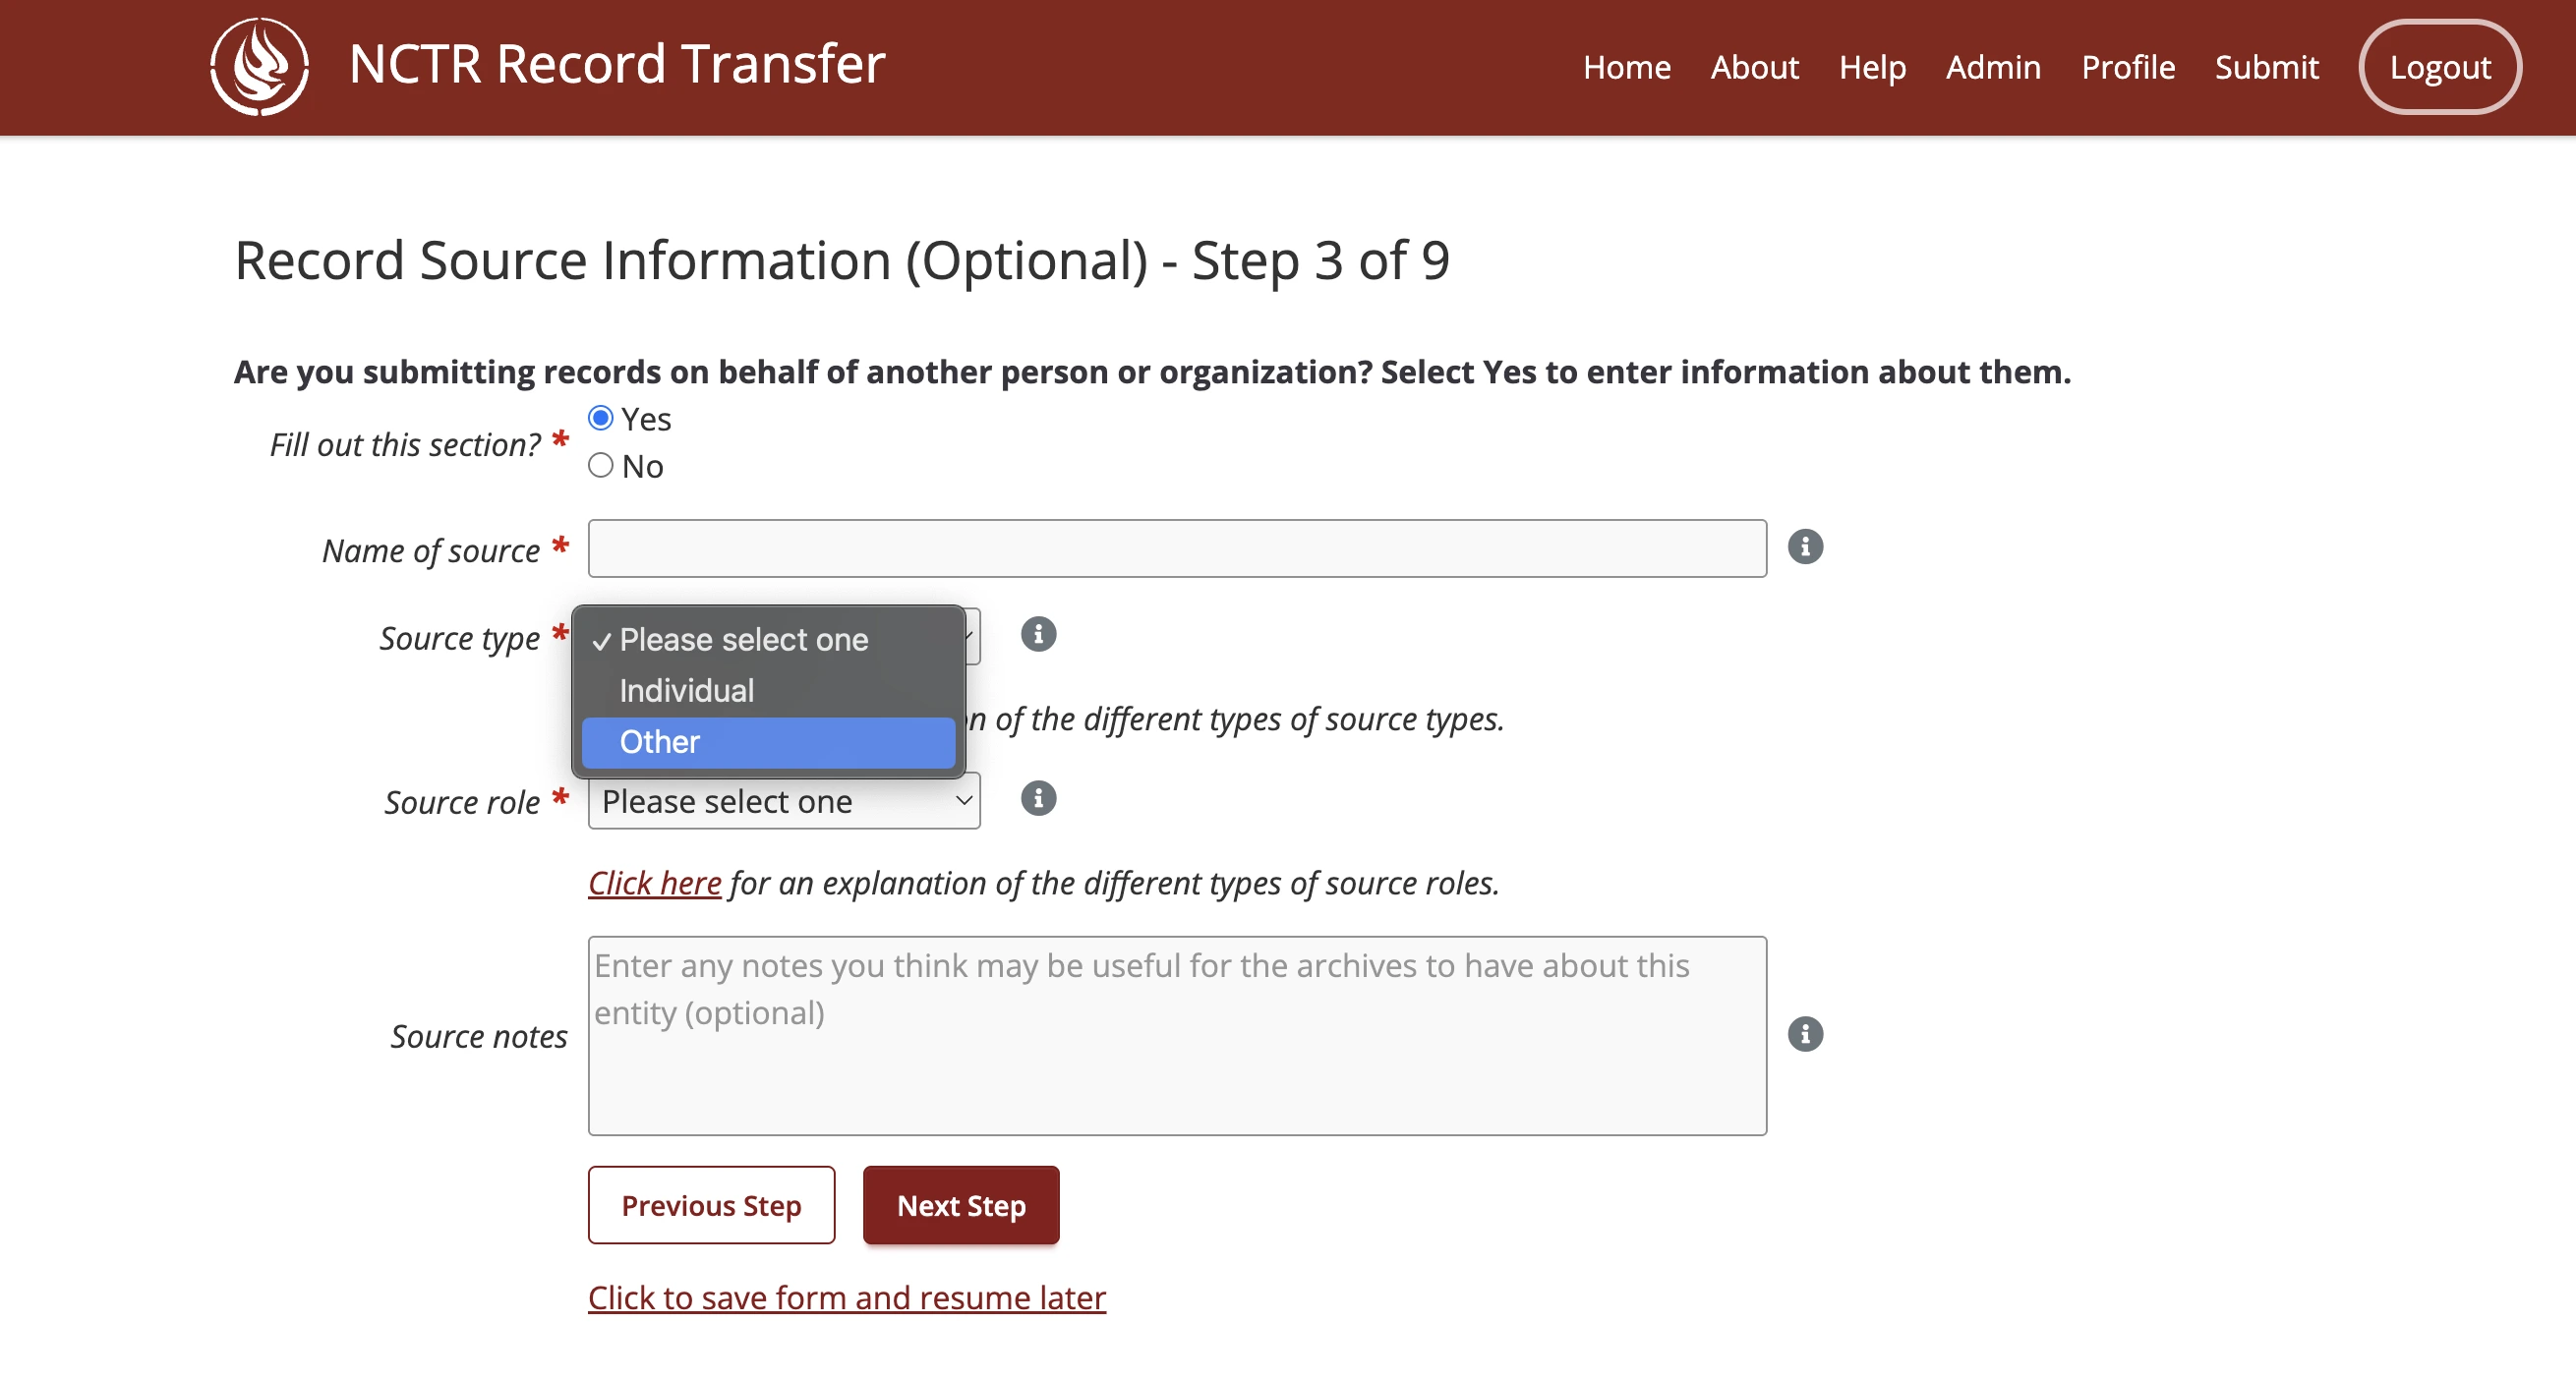 NCTR Record Transfer
Home About Help Admin Profile Submit Logout
Record Source Information (Optional) - Step 3 of 9
Are you submitting records on behalf of another person or organization? Select Yes to enter information about them.
Fill out this section? *
Yes
No
Name of source *
Source type *
✓ Please select one
Individual
Other
of the different types of source types.
Source role * Please select one
Click here for an explanation of the different types of source roles.
Source notes
Enter any notes you think may be useful for the archives to have about this
entity (optional)
Previous Step Next Step
Click to save form and resume later